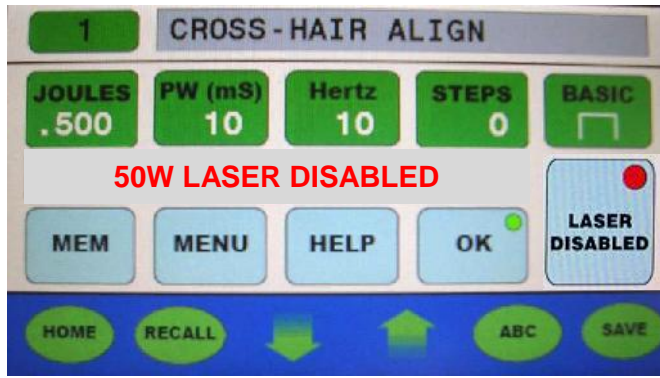 1 CROSS-HAIR ALIGN
JOULES PW (mS) Hertz STEPS BASIC
.500 10 10 0
50W LASER DISABLED
MEM MENU HELP OK LASER DISABLED
HOME RECALL ABC SAVE